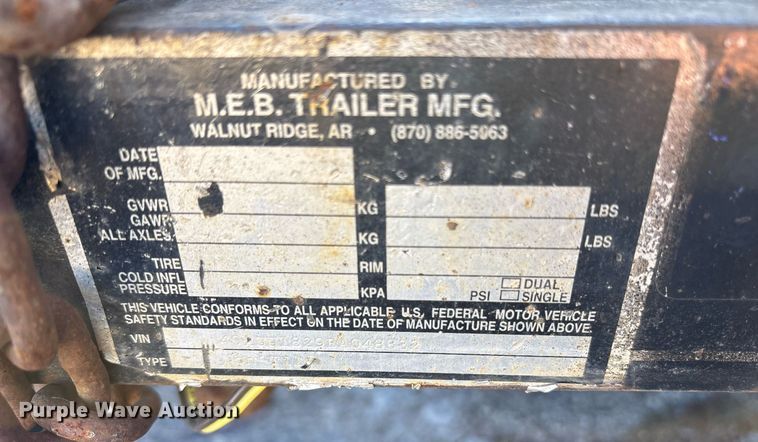 MANUFACTURED BY
M.E.B. TRAILER MFG.
WALNUT RIDGE, AR • (870) 886-5963
DATE
OF MFG.
GVWR KG LBS
GAWR
ALL AXLES KG LBS
TIRE RIM
COLD INFL
PRESSURE KPA PSI DUAL
SINGLE
THIS VEHICLE CONFORMS TO ALL APPLICABLE U.S. FEDERAL MOTOR VEHICLE
SAFETY STANDARDS IN EFFECT ON THE DATE OF MANUFACTURE SHOWN ABOVE.
VIN
TYPE
Purple Wave Auction